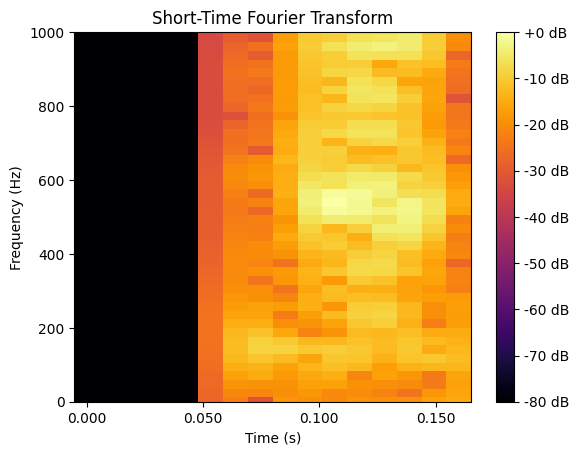 Short-Time Fourier Transform
1000
800
600
400
200
0
Frequency (Hz)
0.000
0.050
0.100
0.150
Time (s)
+0 dB
-10 dB
-20 dB
-30 dB
-40 dB
-50 dB
-60 dB
-70 dB
-80 dB